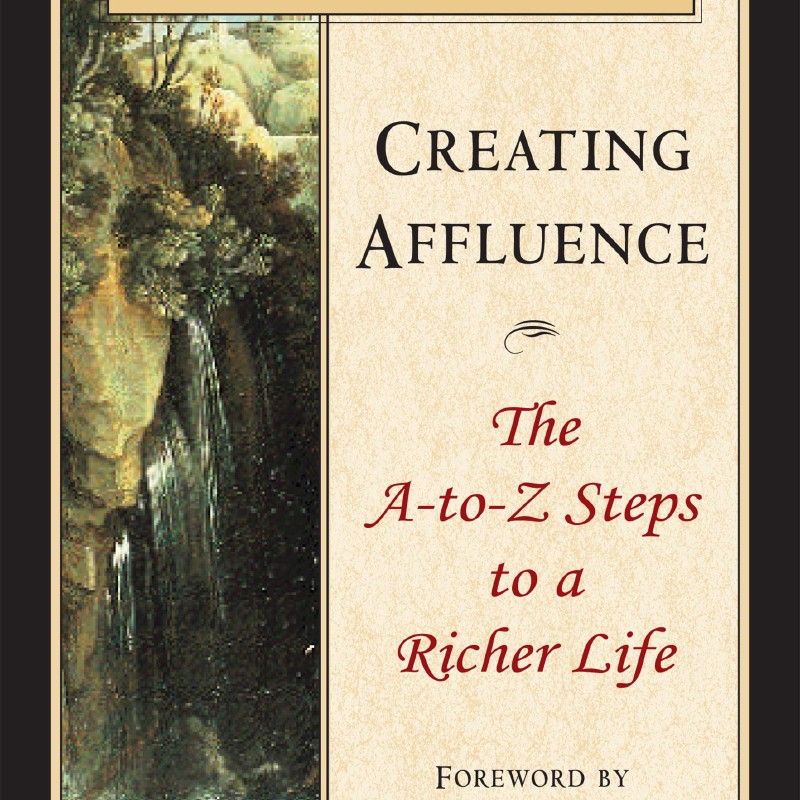 CREATING
AFFLUENCE
The
A-to-Z Steps
to a
Richer Life
FOREWORD BY